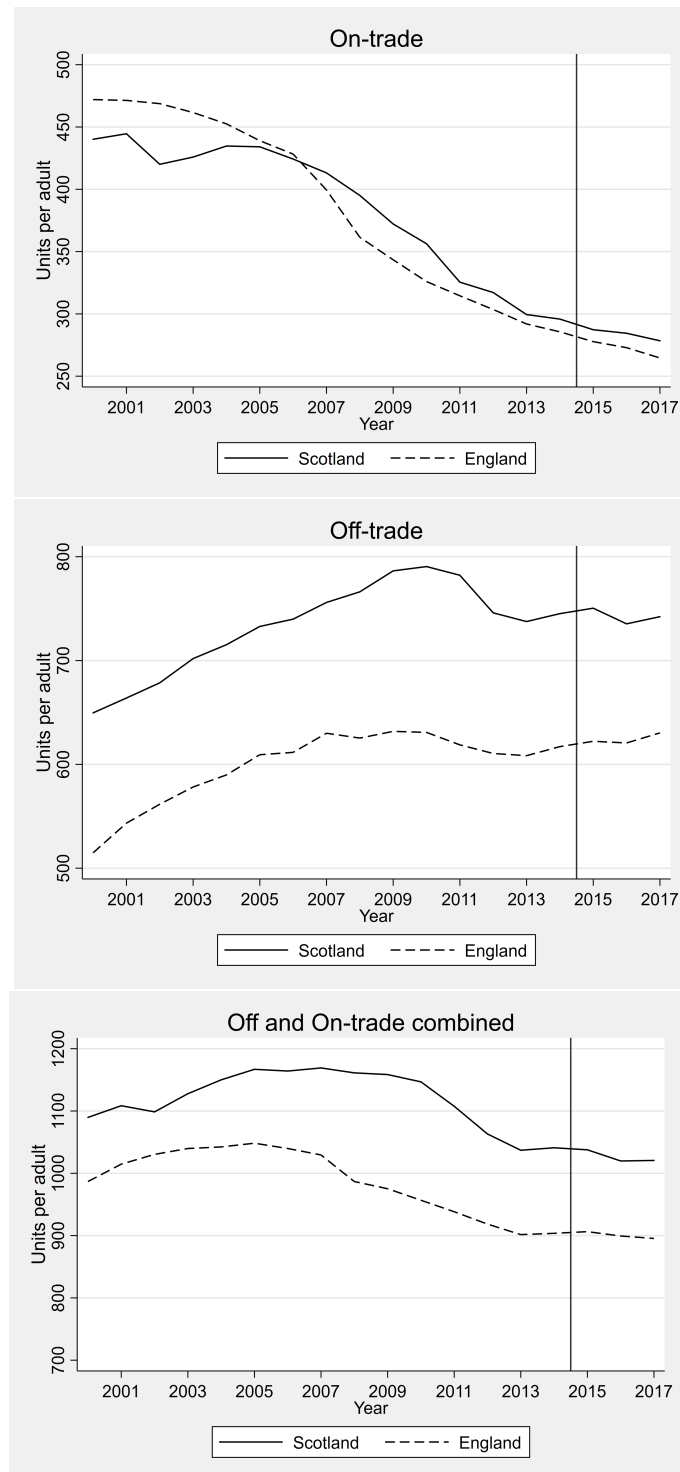 On-trade
Units per adult
500
450
400
350
300
250
2001 2003 2005 2007 2009 2011 2013 2015 2017
Year
Scotland England
Off-trade
Units per adult
800
700
600
500
2001 2003 2005 2007 2009 2011 2013 2015 2017
Year
Scotland England
Off and On-trade combined
Units per adult
1200
1100
1000
900
800
700
2001 2003 2005 2007 2009 2011 2013 2015 2017
Year
Scotland England